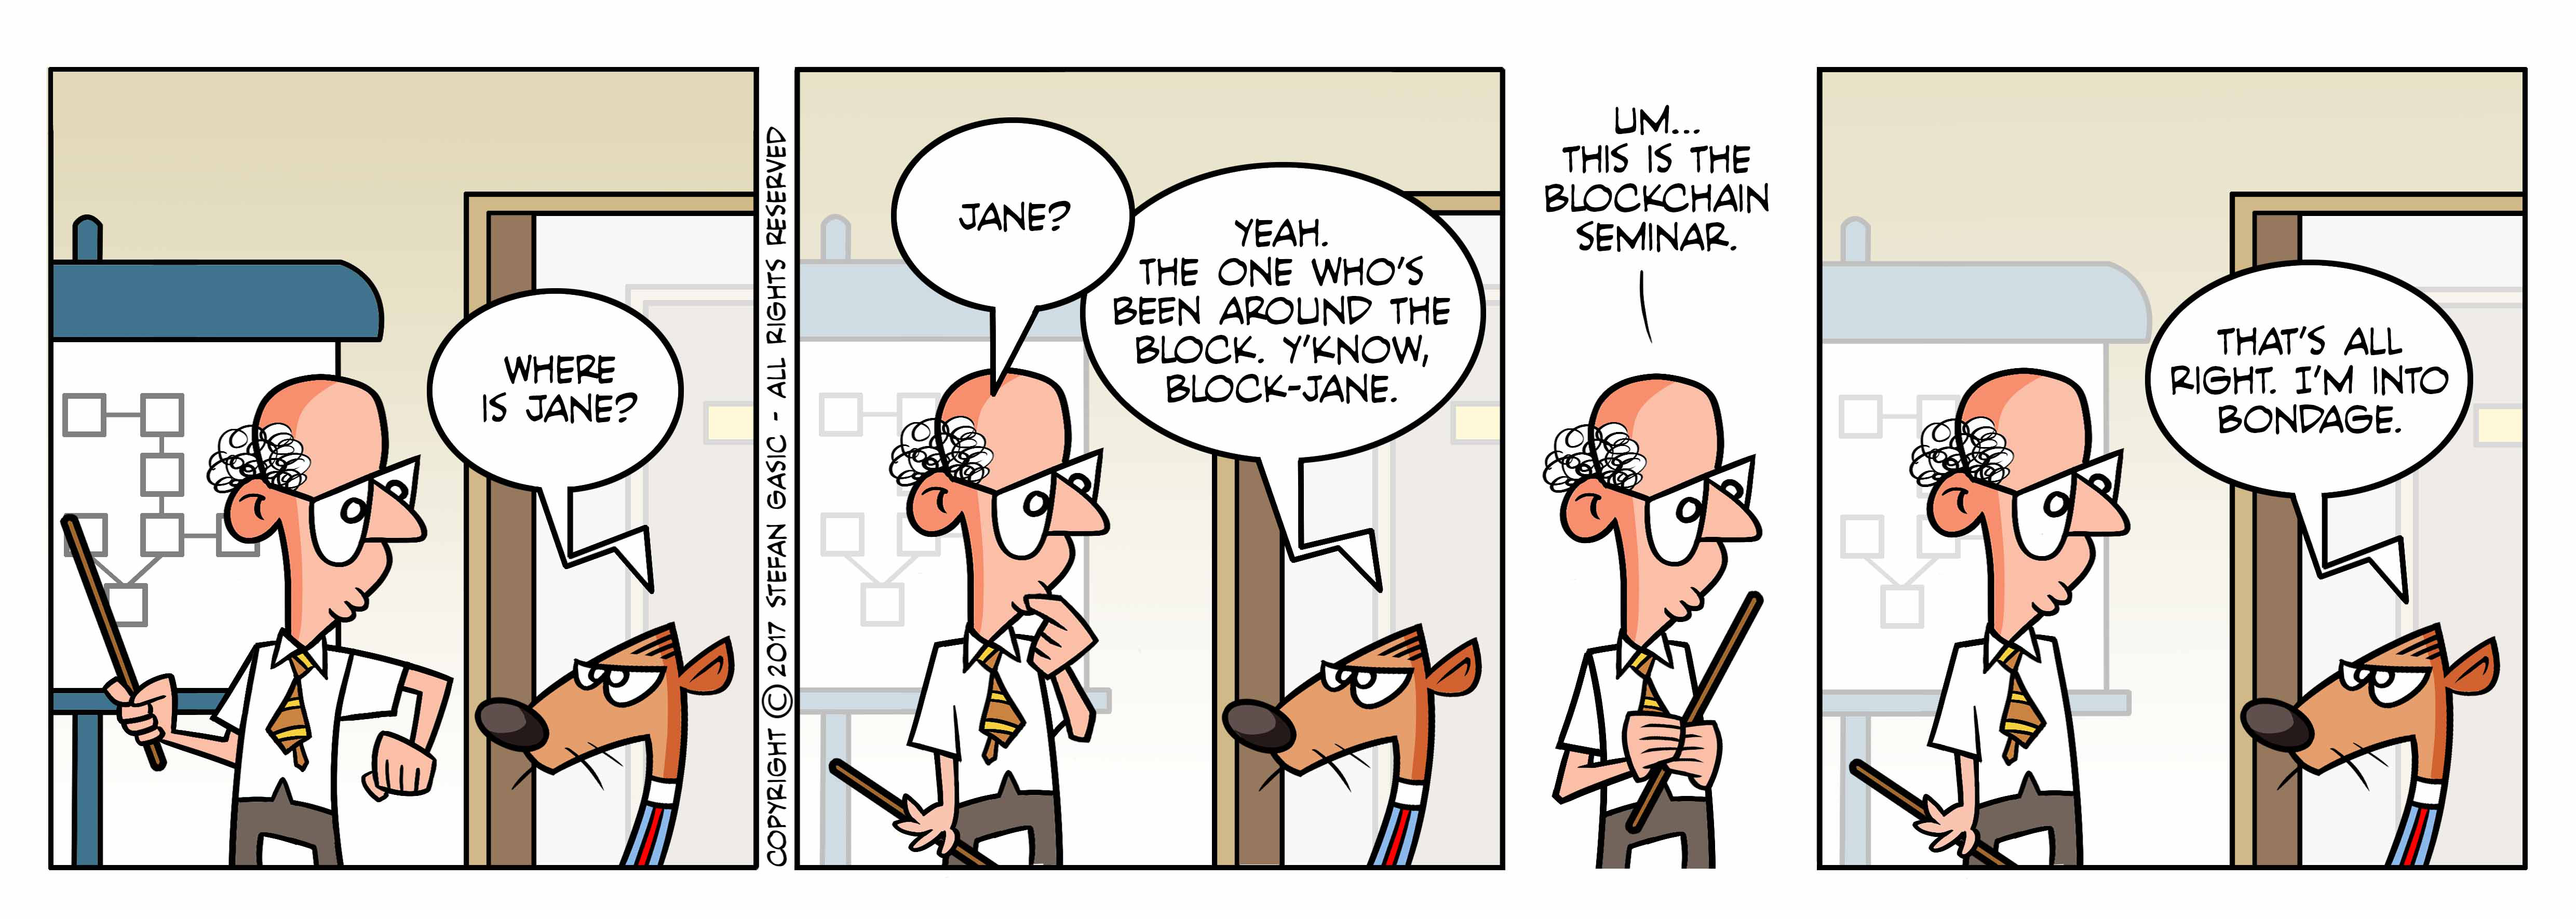 WHERE
IS JANE?
COPYRIGHT © 2017 STEFAN GASIC - ALL RIGHTS RESERVED
JANE?
YEAH.
THE ONE WHO'S
BEEN AROUND THE
BLOCK. Y'KNOW,
BLOCK-JANE.
UM...
THIS IS THE
BLOCKCHAIN
SEMINAR.
THAT'S ALL
RIGHT. I'M INTO
BONDAGE.